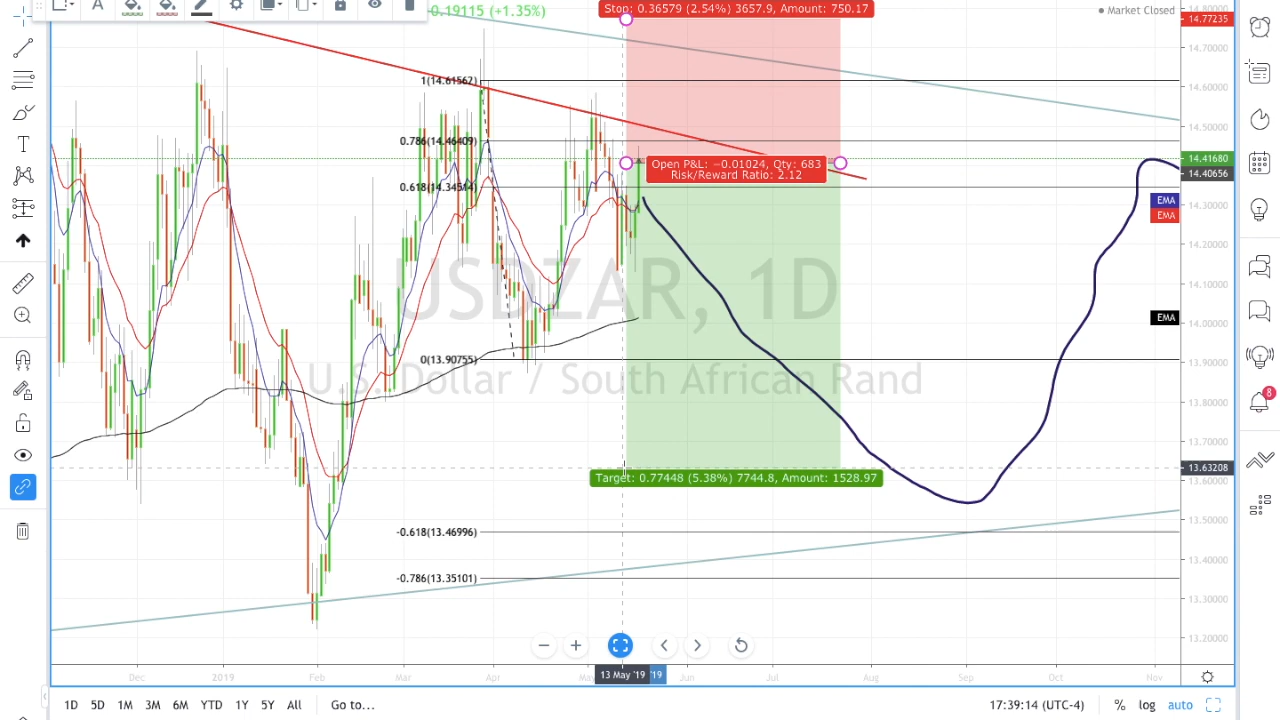 0.19115 (+1.35%)
Stop: 0.36579 (2.54%) 3657.9, Amount: 750.17
Market Closed
14.80000
14.77235
14.70000
1(14.61562)
14.60000
14.50000
0.786(14.46409)
14.41680
Open P&L: −0.01024, Qty: 683
Risk/Reward Ratio: 2.12
14.40656
0.618(14.34514)
EMA
14.30000
EMA
14.20000
USDZAR, 1D
14.10000
EMA
14.00000
0(13.90755)
13.90000
U.S. Dollar / South African Rand
13.80000
8
13.70000
13.63208
Target: 0.77448 (5.38%) 7744.8, Amount: 1528.97
13.60000
13.50000
-0.618(13.46996)
13.40000
-0.786(13.35101)
13.30000
13.20000
Dec 2019 Feb Mar Apr May 13 May '19 '19 Jun Jul Aug Sep Oct Nov
1D 5D 1M 3M 6M YTD 1Y 5Y All Go to... 17:39:14 (UTC-4) % log auto